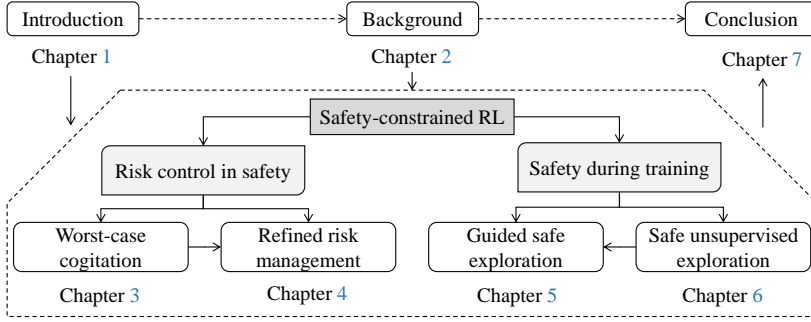 Introduction
Background
Conclusion
Chapter 1
Chapter 2
Chapter 7
Safety-constrained RL
Risk control in safety
Safety during training
Worst-case
cogitation
Refined risk
management
Guided safe
exploration
Safe unsupervised
exploration
Chapter 3
Chapter 4
Chapter 5
Chapter 6